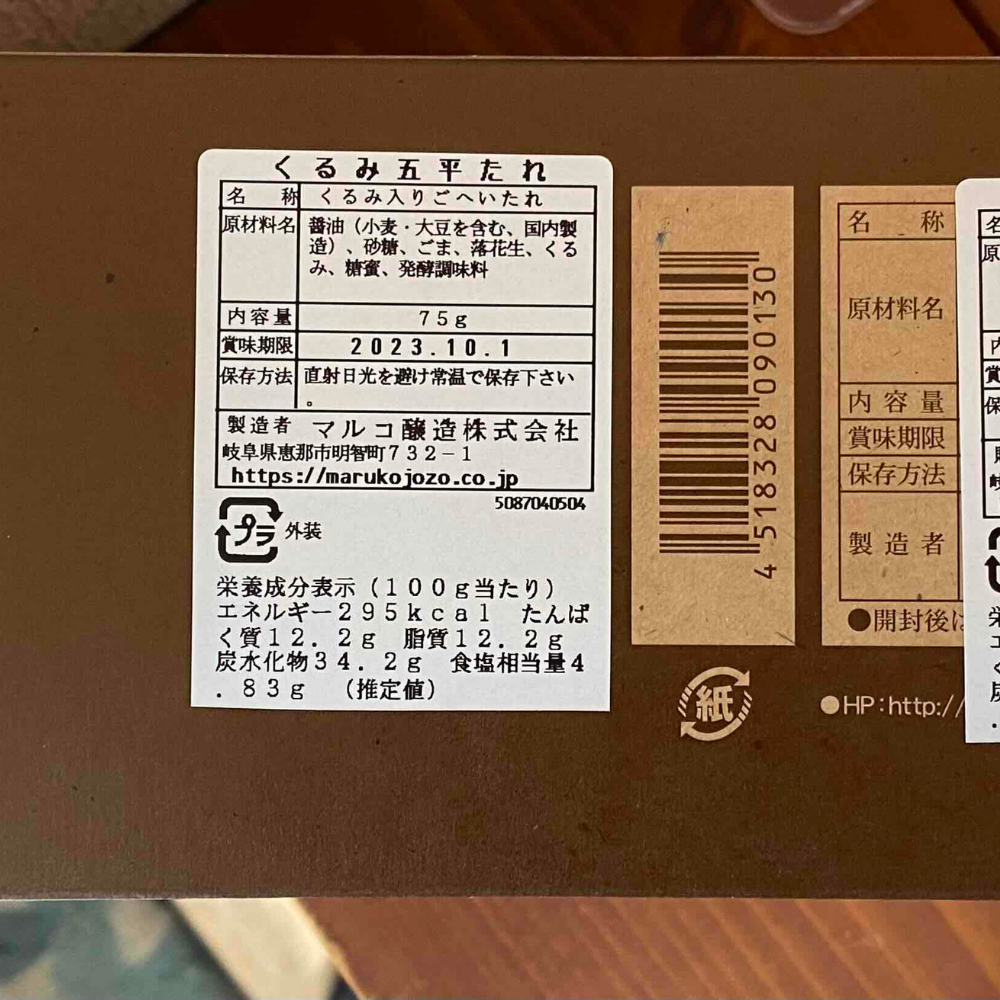 くるみ五平たれ
名称 くるみ入りごへいたれ
原材料名 醤油（小麦・大豆を含む、国内製
造）、砂糖、ごま、落花生、くる
み、糖蜜、発酵調味料
内容量 75g
賞味期限 2023.10.1
保存方法 直射日光を避け常温で保存下さい
。
製造者 マルコ醸造株式会社
岐阜県恵那市明智町732-1
https://marukojozo.co.jp
5087040504
プラ 外装
栄養成分表示（100g当たり）
エネルギー295kcal たんぱ
く質12.2g 脂質12.2g
炭水化物34.2g 食塩相当量4
.83g （推定値）
4518328090130
紙
名称
原材料名
内容量
賞味期限
保存方法
製造者
●開封後は
●HP:http://